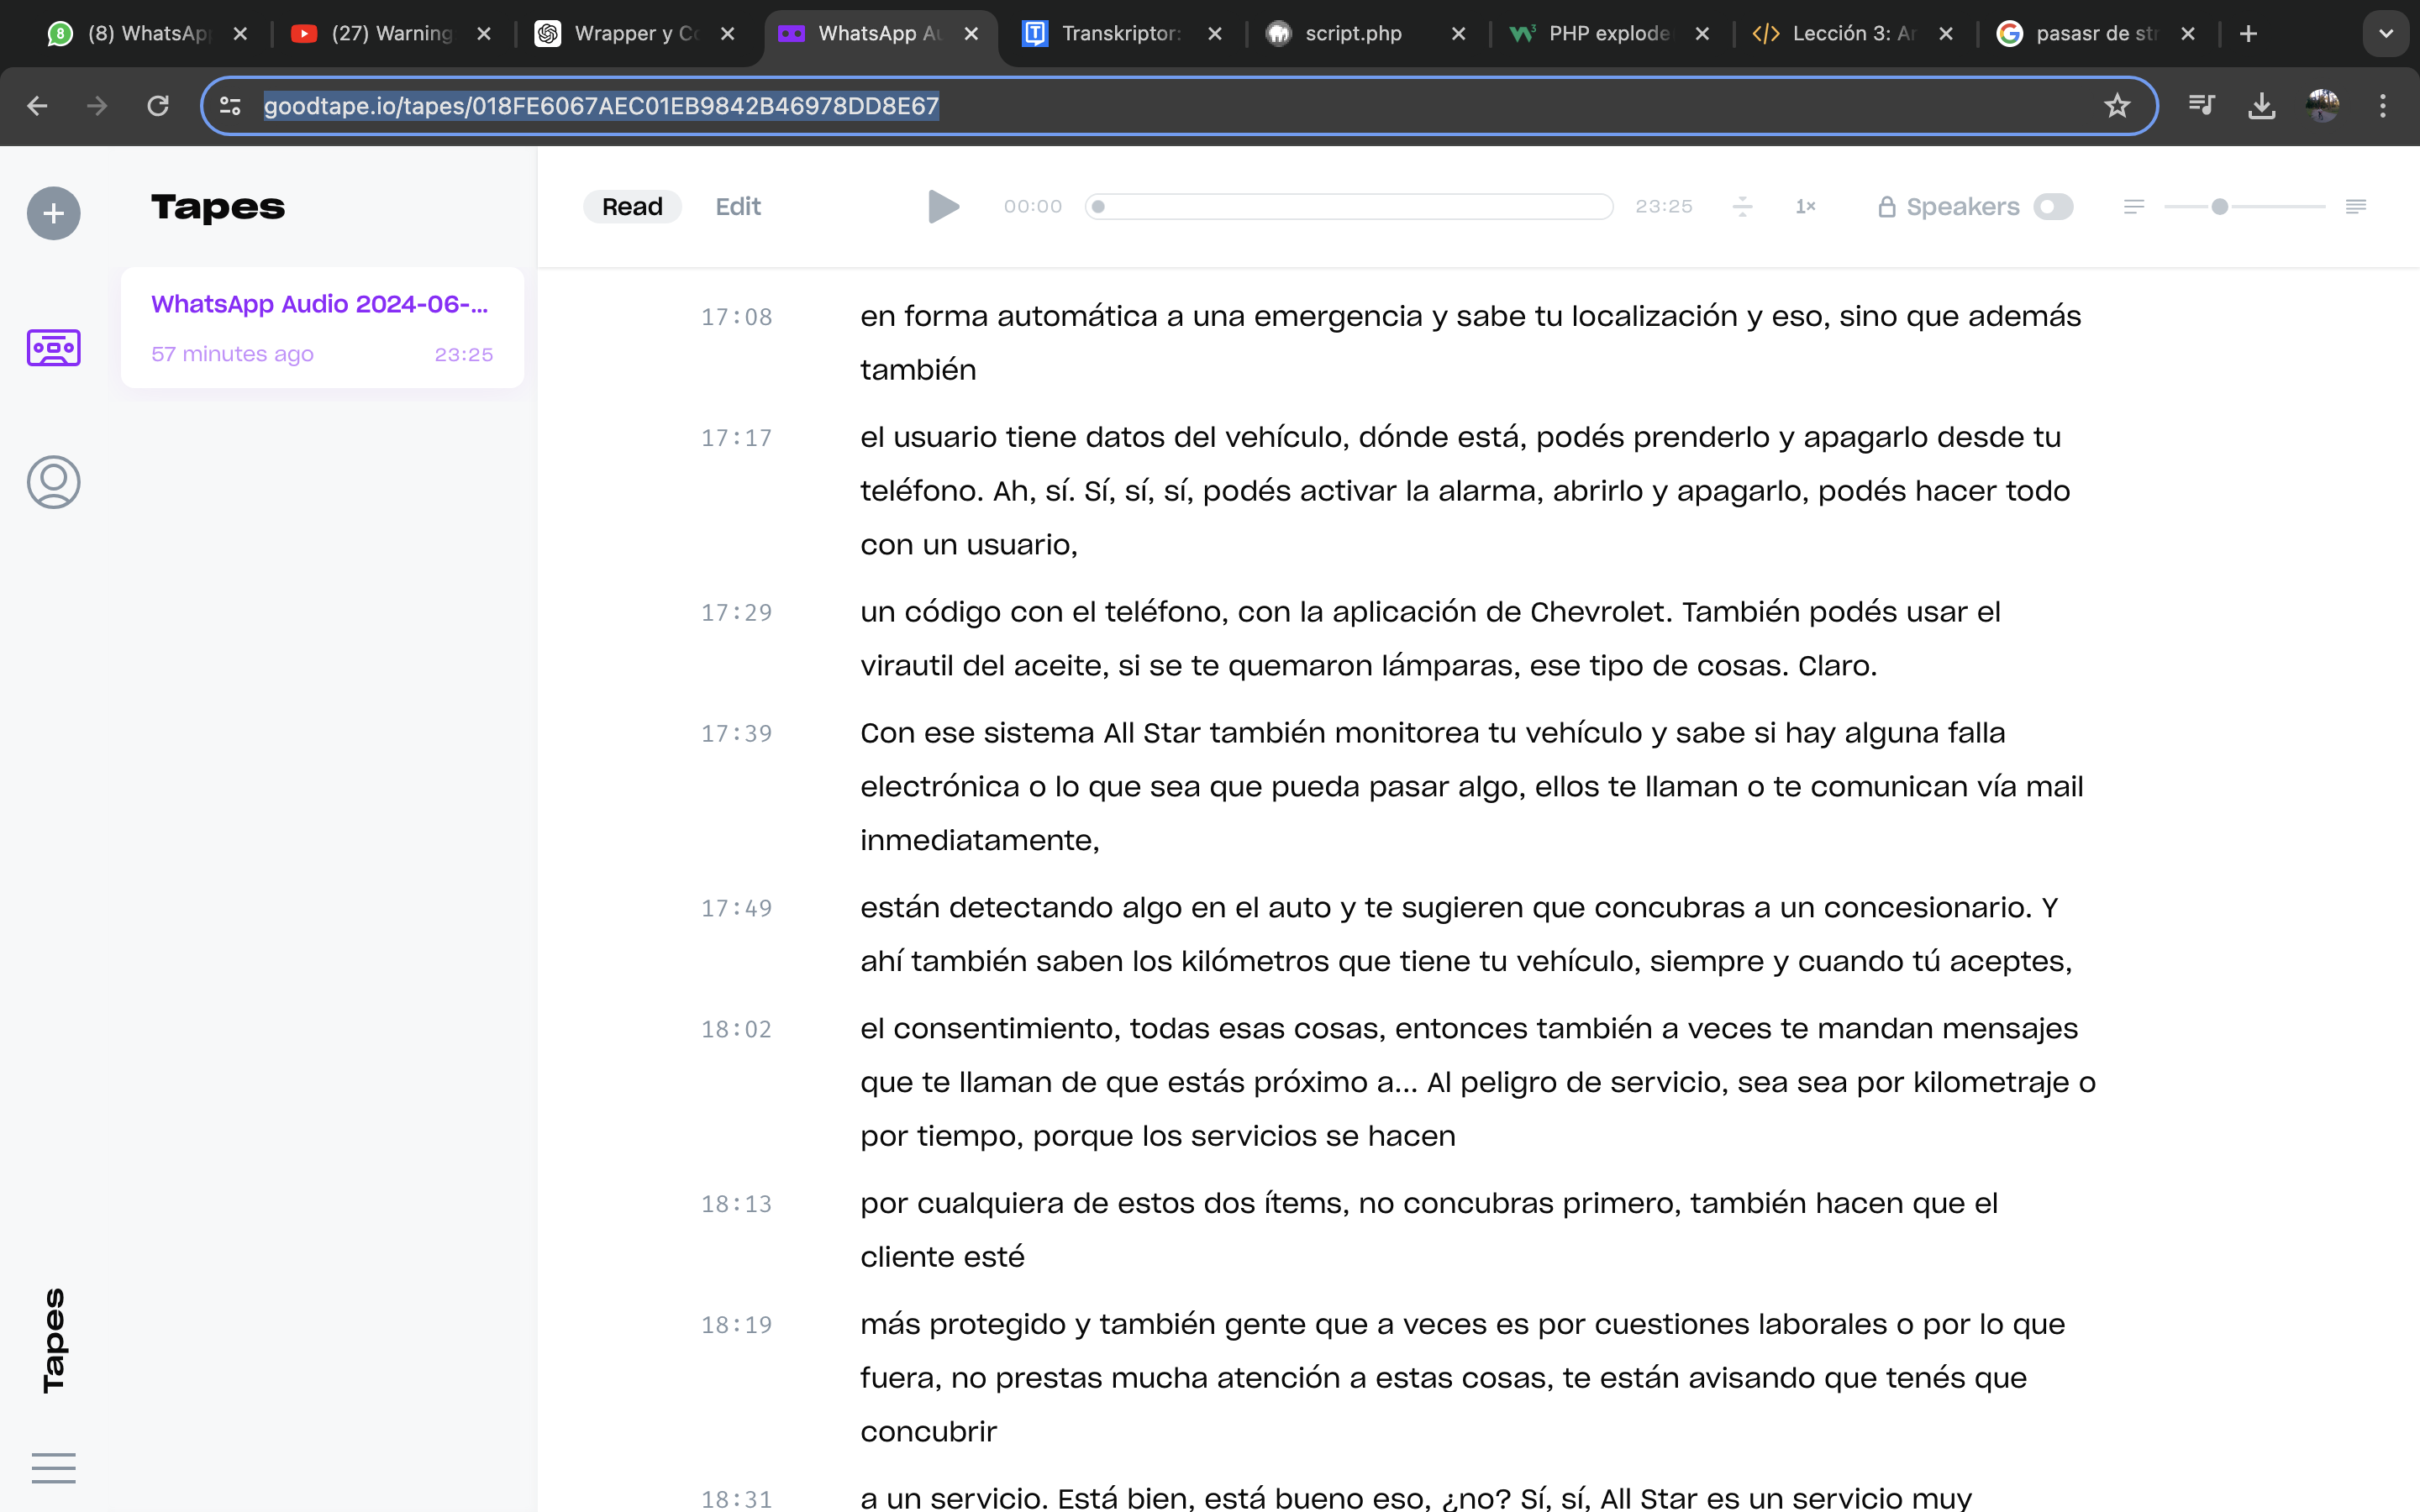 (8) WhatsApp
(27) Warning
Wrapper y Co
WhatsApp Au
Transkriptor:
script.php
PHP explode
Lección 3: Ar
pasasr de str
goodtape.io/tapes/018FE6067AEC01EB9842B46978DD8E67
Tapes
Read
Edit
00:00
23:25
1×
Speakers
WhatsApp Audio 2024-06-...
57 minutes ago
23:25
17:08
en forma automática a una emergencia y sabe tu localización y eso, sino que además
también
17:17
el usuario tiene datos del vehículo, dónde está, podés prenderlo y apagarlo desde tu
teléfono. Ah, sí. Sí, sí, sí, podés activar la alarma, abrirlo y apagarlo, podés hacer todo
con un usuario,
17:29
un código con el teléfono, con la aplicación de Chevrolet. También podés usar el
virautil del aceite, si se te quemaron lámparas, ese tipo de cosas. Claro.
17:39
Con ese sistema All Star también monitorea tu vehículo y sabe si hay alguna falla
electrónica o lo que sea que pueda pasar algo, ellos te llaman o te comunican vía mail
inmediatamente,
17:49
están detectando algo en el auto y te sugieren que concubras a un concesionario. Y
ahí también saben los kilómetros que tiene tu vehículo, siempre y cuando tú aceptes,
18:02
el consentimiento, todas esas cosas, entonces también a veces te mandan mensajes
que te llaman de que estás próximo a... Al peligro de servicio, sea sea por kilometraje o
por tiempo, porque los servicios se hacen
18:13
por cualquiera de estos dos ítems, no concubras primero, también hacen que el
cliente esté
18:19
más protegido y también gente que a veces es por cuestiones laborales o por lo que
fuera, no prestas mucha atención a estas cosas, te están avisando que tenés que
concubrir
18:31
a un servicio. Está bien, está bueno eso, ¿no? Sí, sí, All Star es un servicio muy
Tapes